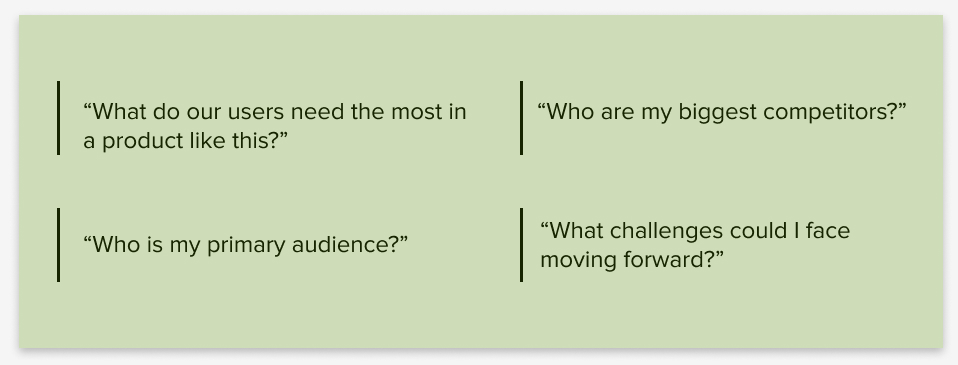 “What do our users need the most in
a product like this?”
“Who are my biggest competitors?”
“Who is my primary audience?”
“What challenges could I face
moving forward?”